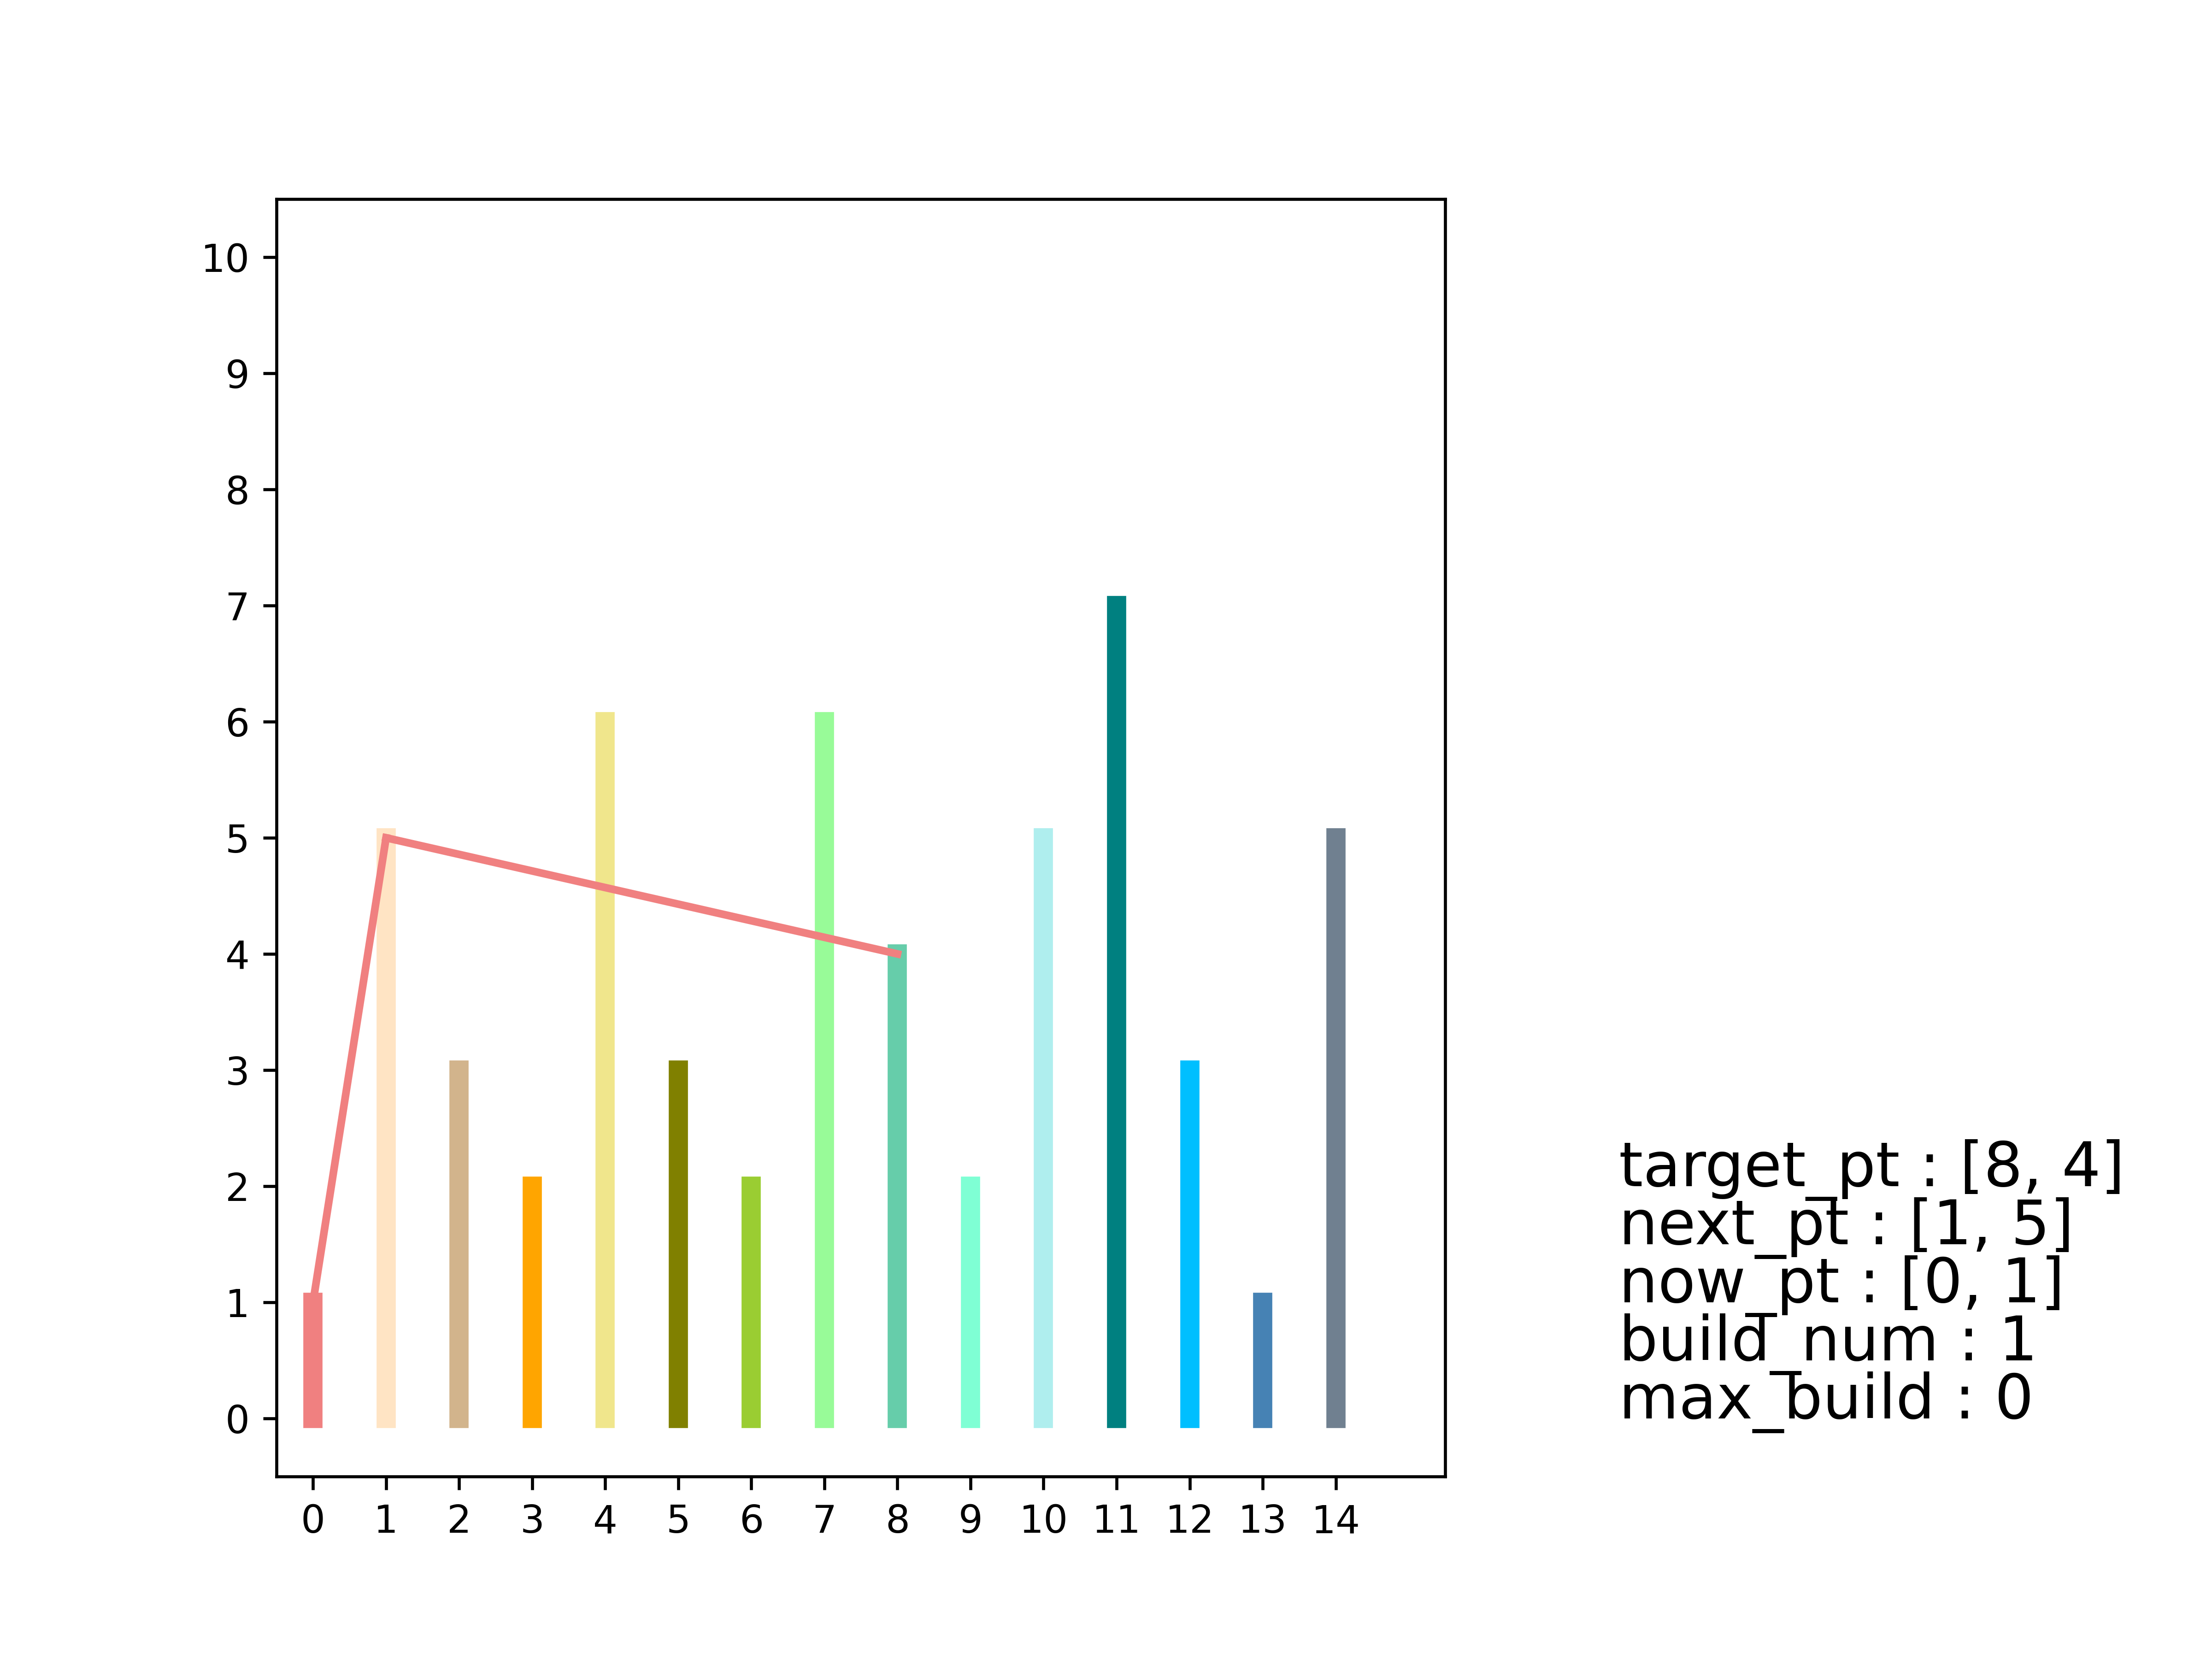 10
9
8
7
6
5
4
3
2
1
0
0 1 2 3 4 5 6 7 8 9 10 11 12 13 14
target_pt : [8, 4]
next_pt : [1, 5]
now_pt : [0, 1]
build_num : 1
max_build : 0